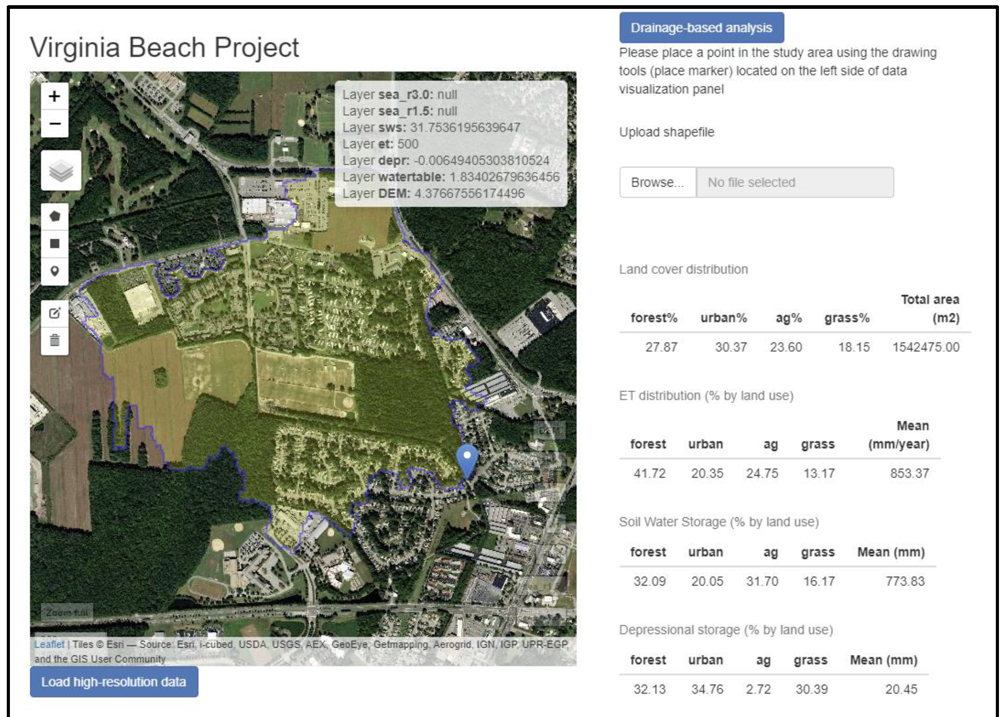 Virginia Beach Project
+
−
Layer sea_r3.0: null
Layer sea_r1.5: null
Layer sws: 31.7536195639647
Layer et: 500
Layer depr: -0.00649405303810524
Layer watertable: 1.83402679636456
Layer DEM: 4.37667556174496
Zoom full
Leaflet | Tiles © Esri — Source: Esri, i-cubed, USDA, USGS, AEX, GeoEye, Getmapping, Aerogrid, IGN, IGP, UPR-EGP,
and the GIS User Community
Load high-resolution data
Drainage-based analysis
Please place a point in the study area using the drawing
tools (place marker) located on the left side of data
visualization panel
Upload shapefile
Browse... No file selected
Land cover distribution
Total area
forest% urban% ag% grass% (m2)
27.87 30.37 23.60 18.15 1542475.00
ET distribution (% by land use)
Mean
forest urban ag grass (mm/year)
41.72 20.35 24.75 13.17 853.37
Soil Water Storage (% by land use)
forest urban ag grass Mean (mm)
32.09 20.05 31.70 16.17 773.83
Depressional storage (% by land use)
forest urban ag grass Mean (mm)
32.13 34.76 2.72 30.39 20.45